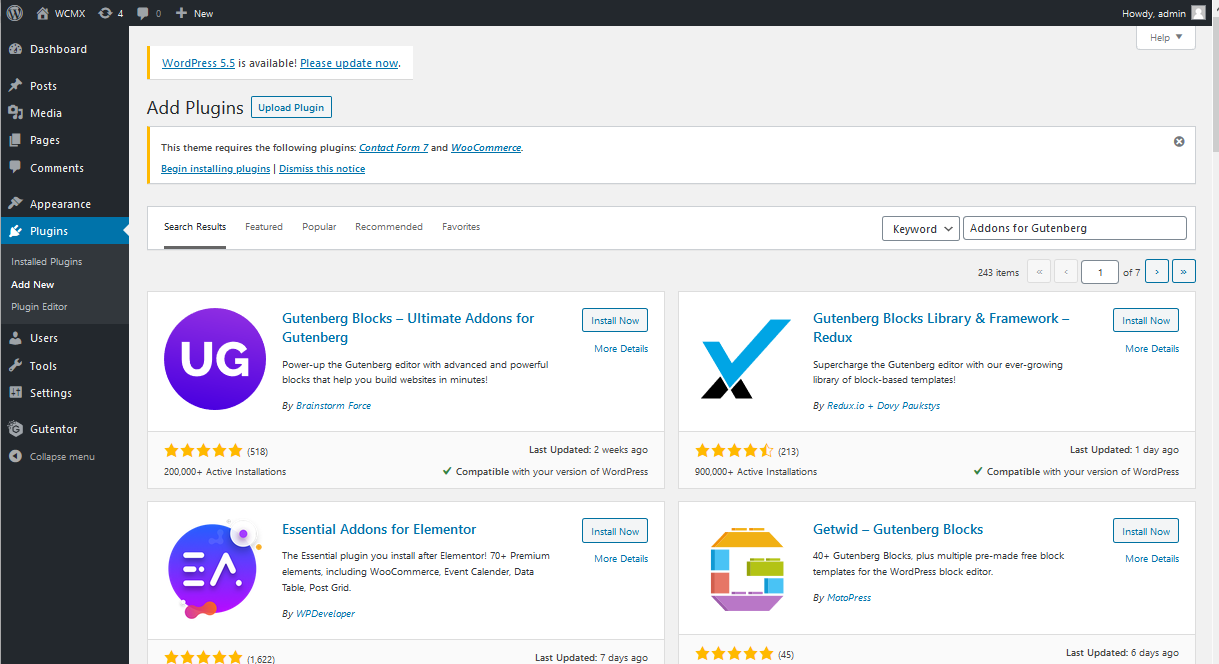 WCMX 4 0 New Howdy, admin
Help
Dashboard
Posts
Media
Pages
Comments
Appearance
Plugins
Installed Plugins
Add New
Plugin Editor
Users
Tools
Settings
Gutentor
Collapse menu
WordPress 5.5 is available! Please update now.
Add Plugins Upload Plugin
This theme requires the following plugins: Contact Form 7 and WooCommerce.
Begin installing plugins | Dismiss this notice
Search Results Featured Popular Recommended Favorites Keyword Addons for Gutenberg
243 items « ‹ 1 of 7 › »
UG
Gutenberg Blocks – Ultimate Addons for
Gutenberg
Install Now
More Details
Power-up the Gutenberg editor with advanced and powerful
blocks that help you build websites in minutes!
By Brainstorm Force
(518)
Last Updated: 2 weeks ago
200,000+ Active Installations
Compatible with your version of WordPress
Gutenberg Blocks Library & Framework –
Redux
Install Now
More Details
Supercharge the Gutenberg editor with our ever-growing
library of block-based templates!
By Redux.io + Dovy Paukstys
(213)
Last Updated: 1 day ago
900,000+ Active Installations
Compatible with your version of WordPress
EA
Essential Addons for Elementor
Install Now
More Details
The Essential plugin you install after Elementor! 70+ Premium
elements, including WooCommerce, Event Calender, Data
Table, Post Grid.
By WPDeveloper
(1,622)
Last Updated: 7 days ago
Getwid – Gutenberg Blocks
Install Now
More Details
40+ Gutenberg Blocks, plus multiple pre-made free block
templates for the WordPress block editor.
By MotoPress
(45)
Last Updated: 6 days ago